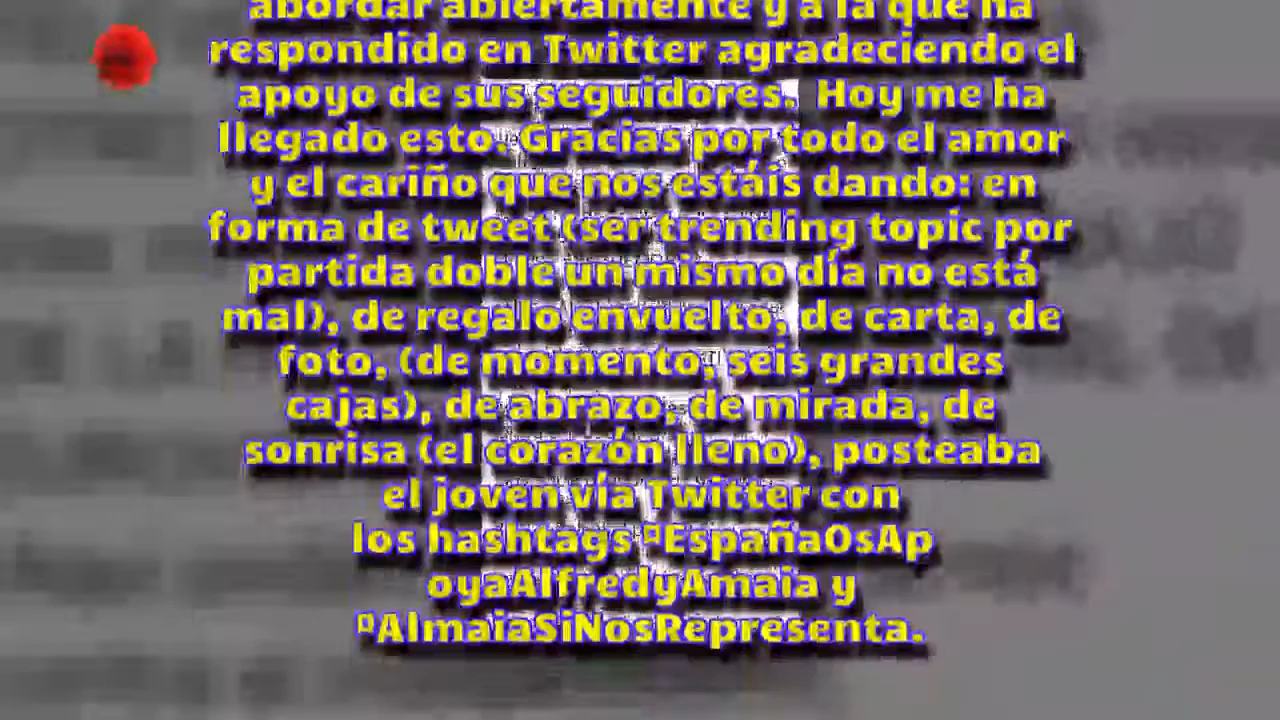 abordar abiertamente y a la que ha
respondido en Twitter agradeciendo el
apoyo de sus seguidores.  Hoy me ha
llegado esto. Gracias por todo el amor
y el cariño que nos estáis dando: en
forma de tweet (ser trending topic por
partida doble un mismo día no está
mal), de regalo envuelto, de carta, de
foto, (de momento, seis grandes
cajas), de abrazo, de mirada, de
sonrisa (el corazón lleno), posteaba
el joven vía Twitter con
los hashtags ºEspañaOsAp
oyaAlfredyAmaia y
ºAlmaiaSiNosRepresenta.